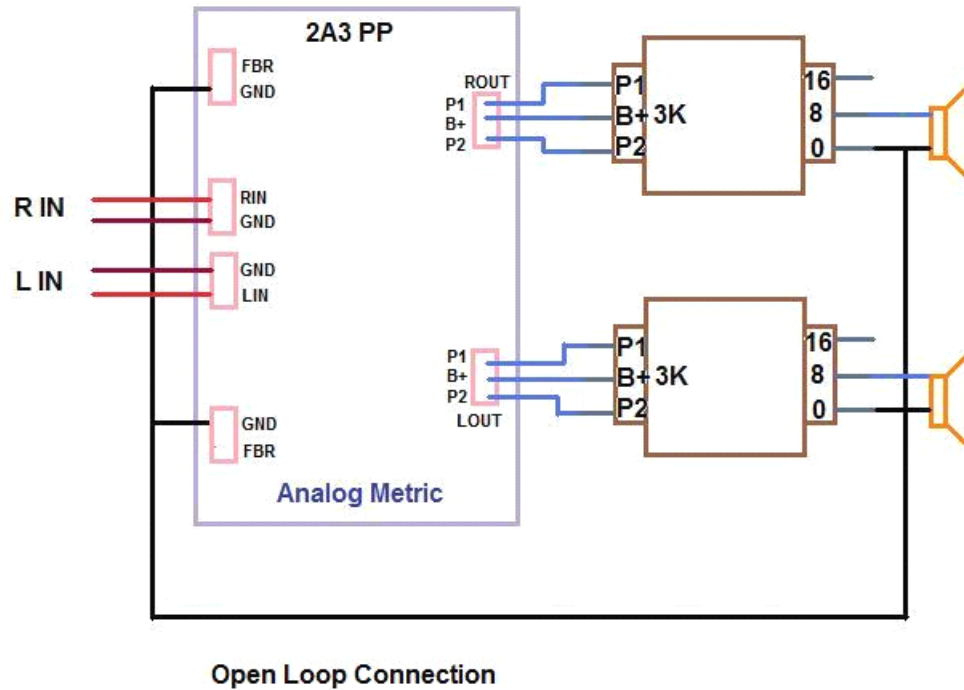 2A3 PP
FBR
GND
ROUT
P1
B+
P2
P1
B+
P2
3K
16
8
0
R IN
RIN
GND
L IN
GND
LIN
P1
B+
P2
LOUT
P1
B+
P2
3K
16
8
0
GND
FBR
Analog Metric
Open Loop Connection